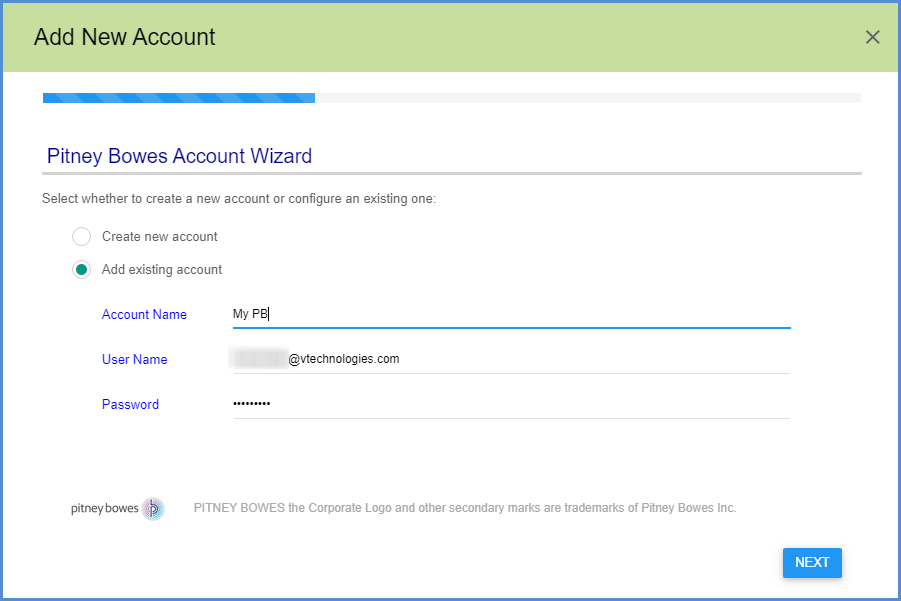 Add New Account
Pitney Bowes Account Wizard
Select whether to create a new account or configure an existing one:
Create new account
Add existing account
Account Name My PB
User Name @vtechnologies.com
Password •••••••••
pitney bowes PITNEY BOWES the Corporate Logo and other secondary marks are trademarks of Pitney Bowes Inc.
NEXT